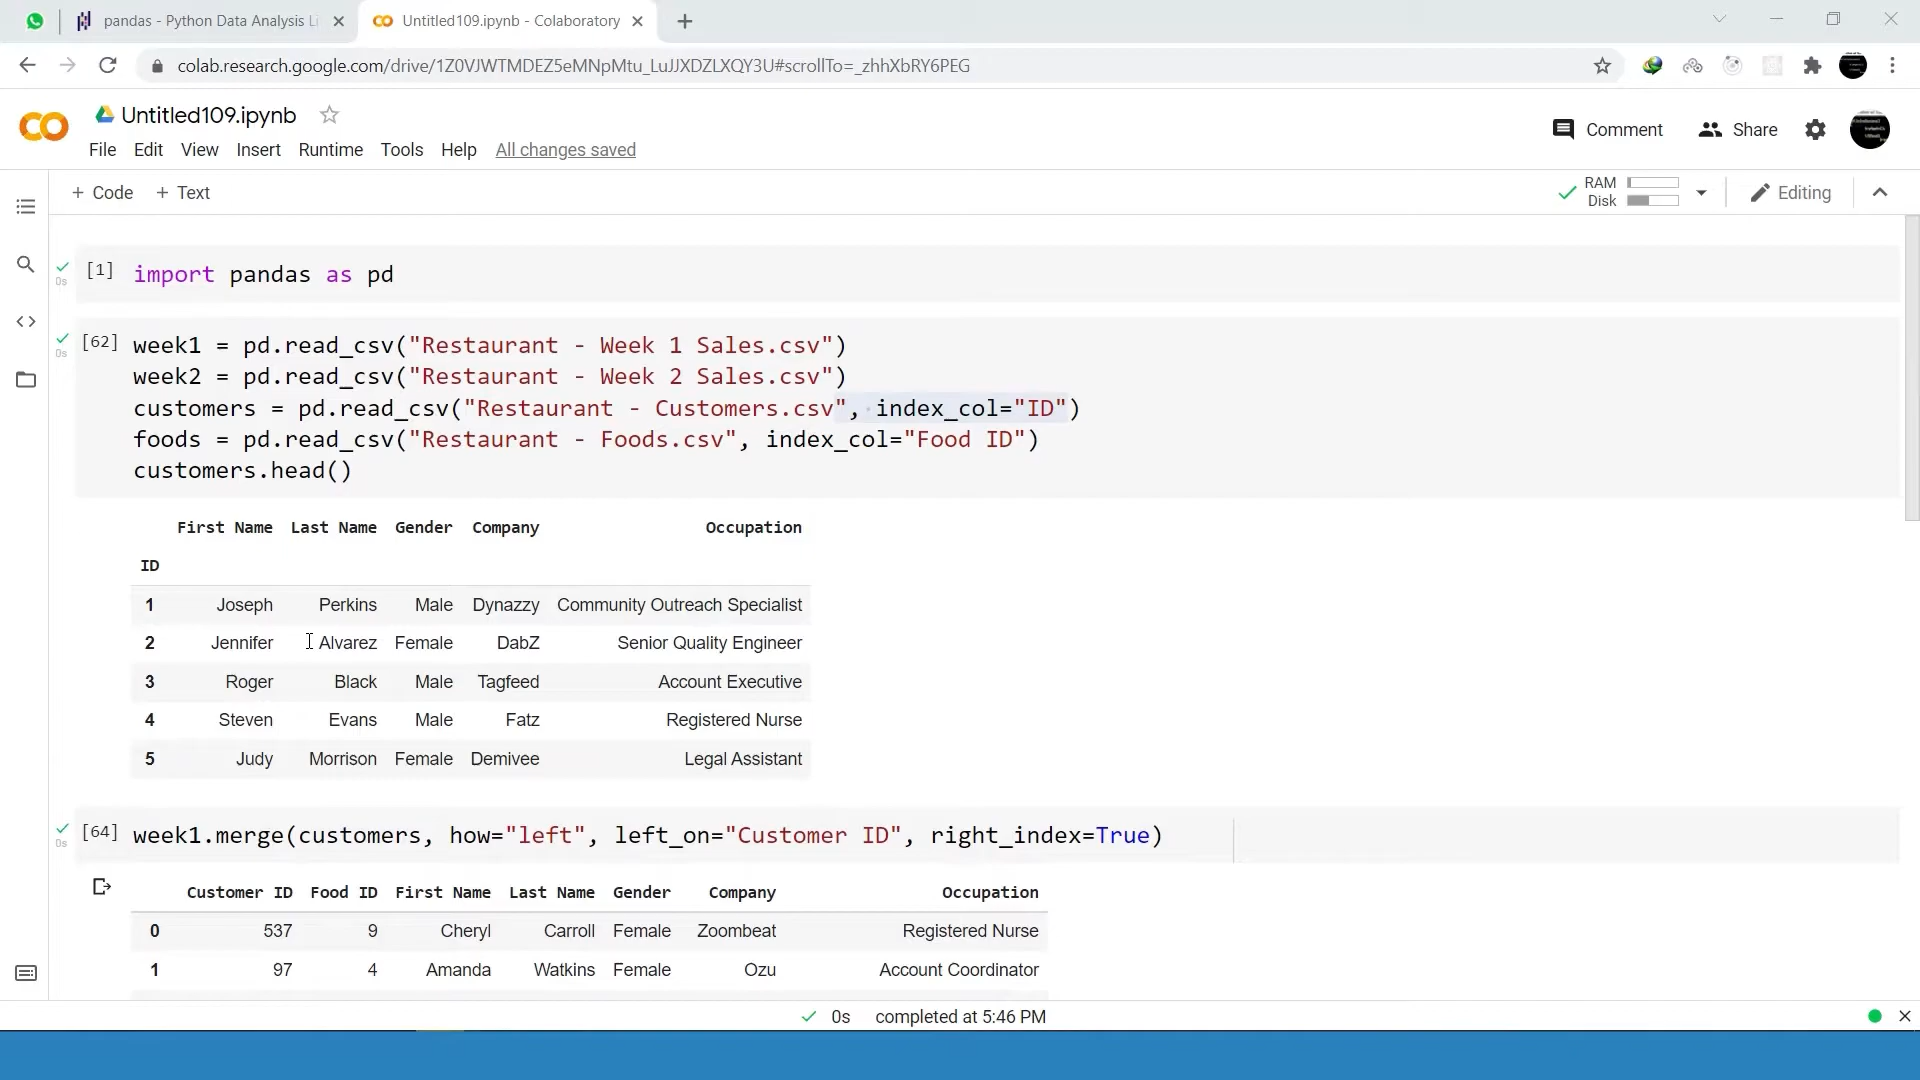 pandas - Python Data Analysis Li
Untitled109.ipynb - Colaboratory
colab.research.google.com/drive/1Z0VJWTMDEZ5eMNpMtu_LuJJXDZLXQY3U#scrollTo=_zhhXbRY6PEG
Untitled109.ipynb
File Edit View Insert Runtime Tools Help All changes saved
Comment Share
+ Code + Text
RAM
Disk
Editing
[1] import pandas as pd
0s
[62] week1 = pd.read_csv("Restaurant - Week 1 Sales.csv")
0s
week2 = pd.read_csv("Restaurant - Week 2 Sales.csv")
customers = pd.read_csv("Restaurant - Customers.csv", index_col="ID")
foods = pd.read_csv("Restaurant - Foods.csv", index_col="Food ID")
customers.head()
First Name Last Name Gender Company Occupation
ID
1 Joseph Perkins Male Dynazzy Community Outreach Specialist
2 Jennifer Alvarez Female DabZ Senior Quality Engineer
3 Roger Black Male Tagfeed Account Executive
4 Steven Evans Male Fatz Registered Nurse
5 Judy Morrison Female Demivee Legal Assistant
[64] week1.merge(customers, how="left", left_on="Customer ID", right_index=True)
0s
Customer ID Food ID First Name Last Name Gender Company Occupation
0 537 9 Cheryl Carroll Female Zoombeat Registered Nurse
1 97 4 Amanda Watkins Female Ozu Account Coordinator
0s completed at 5:46 PM